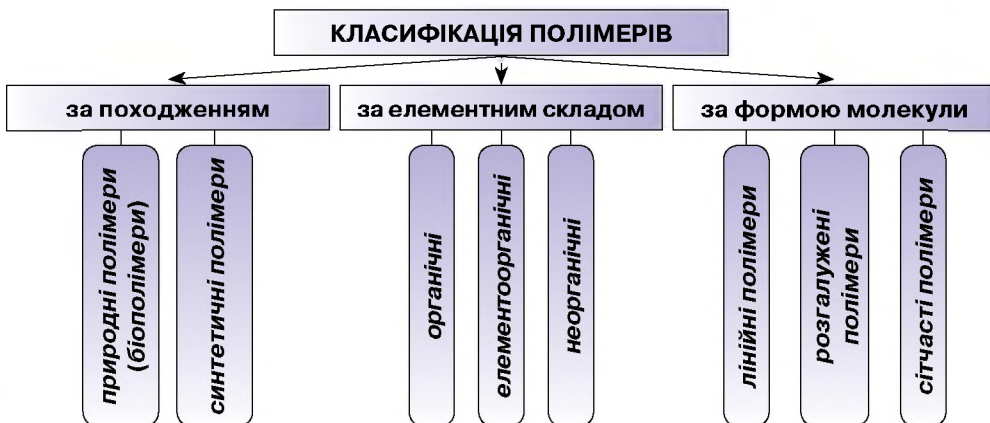 КЛАСИФІКАЦІЯ ПОЛІМЕРІВ
за походженням
за елементним складом
за формою молекули
природні полімери
(біополімери)
синтетичні полімери
органічні
елементоорганічні
неорганічні
лінійні полімери
розгалужені
полімери
сітчасті полімери